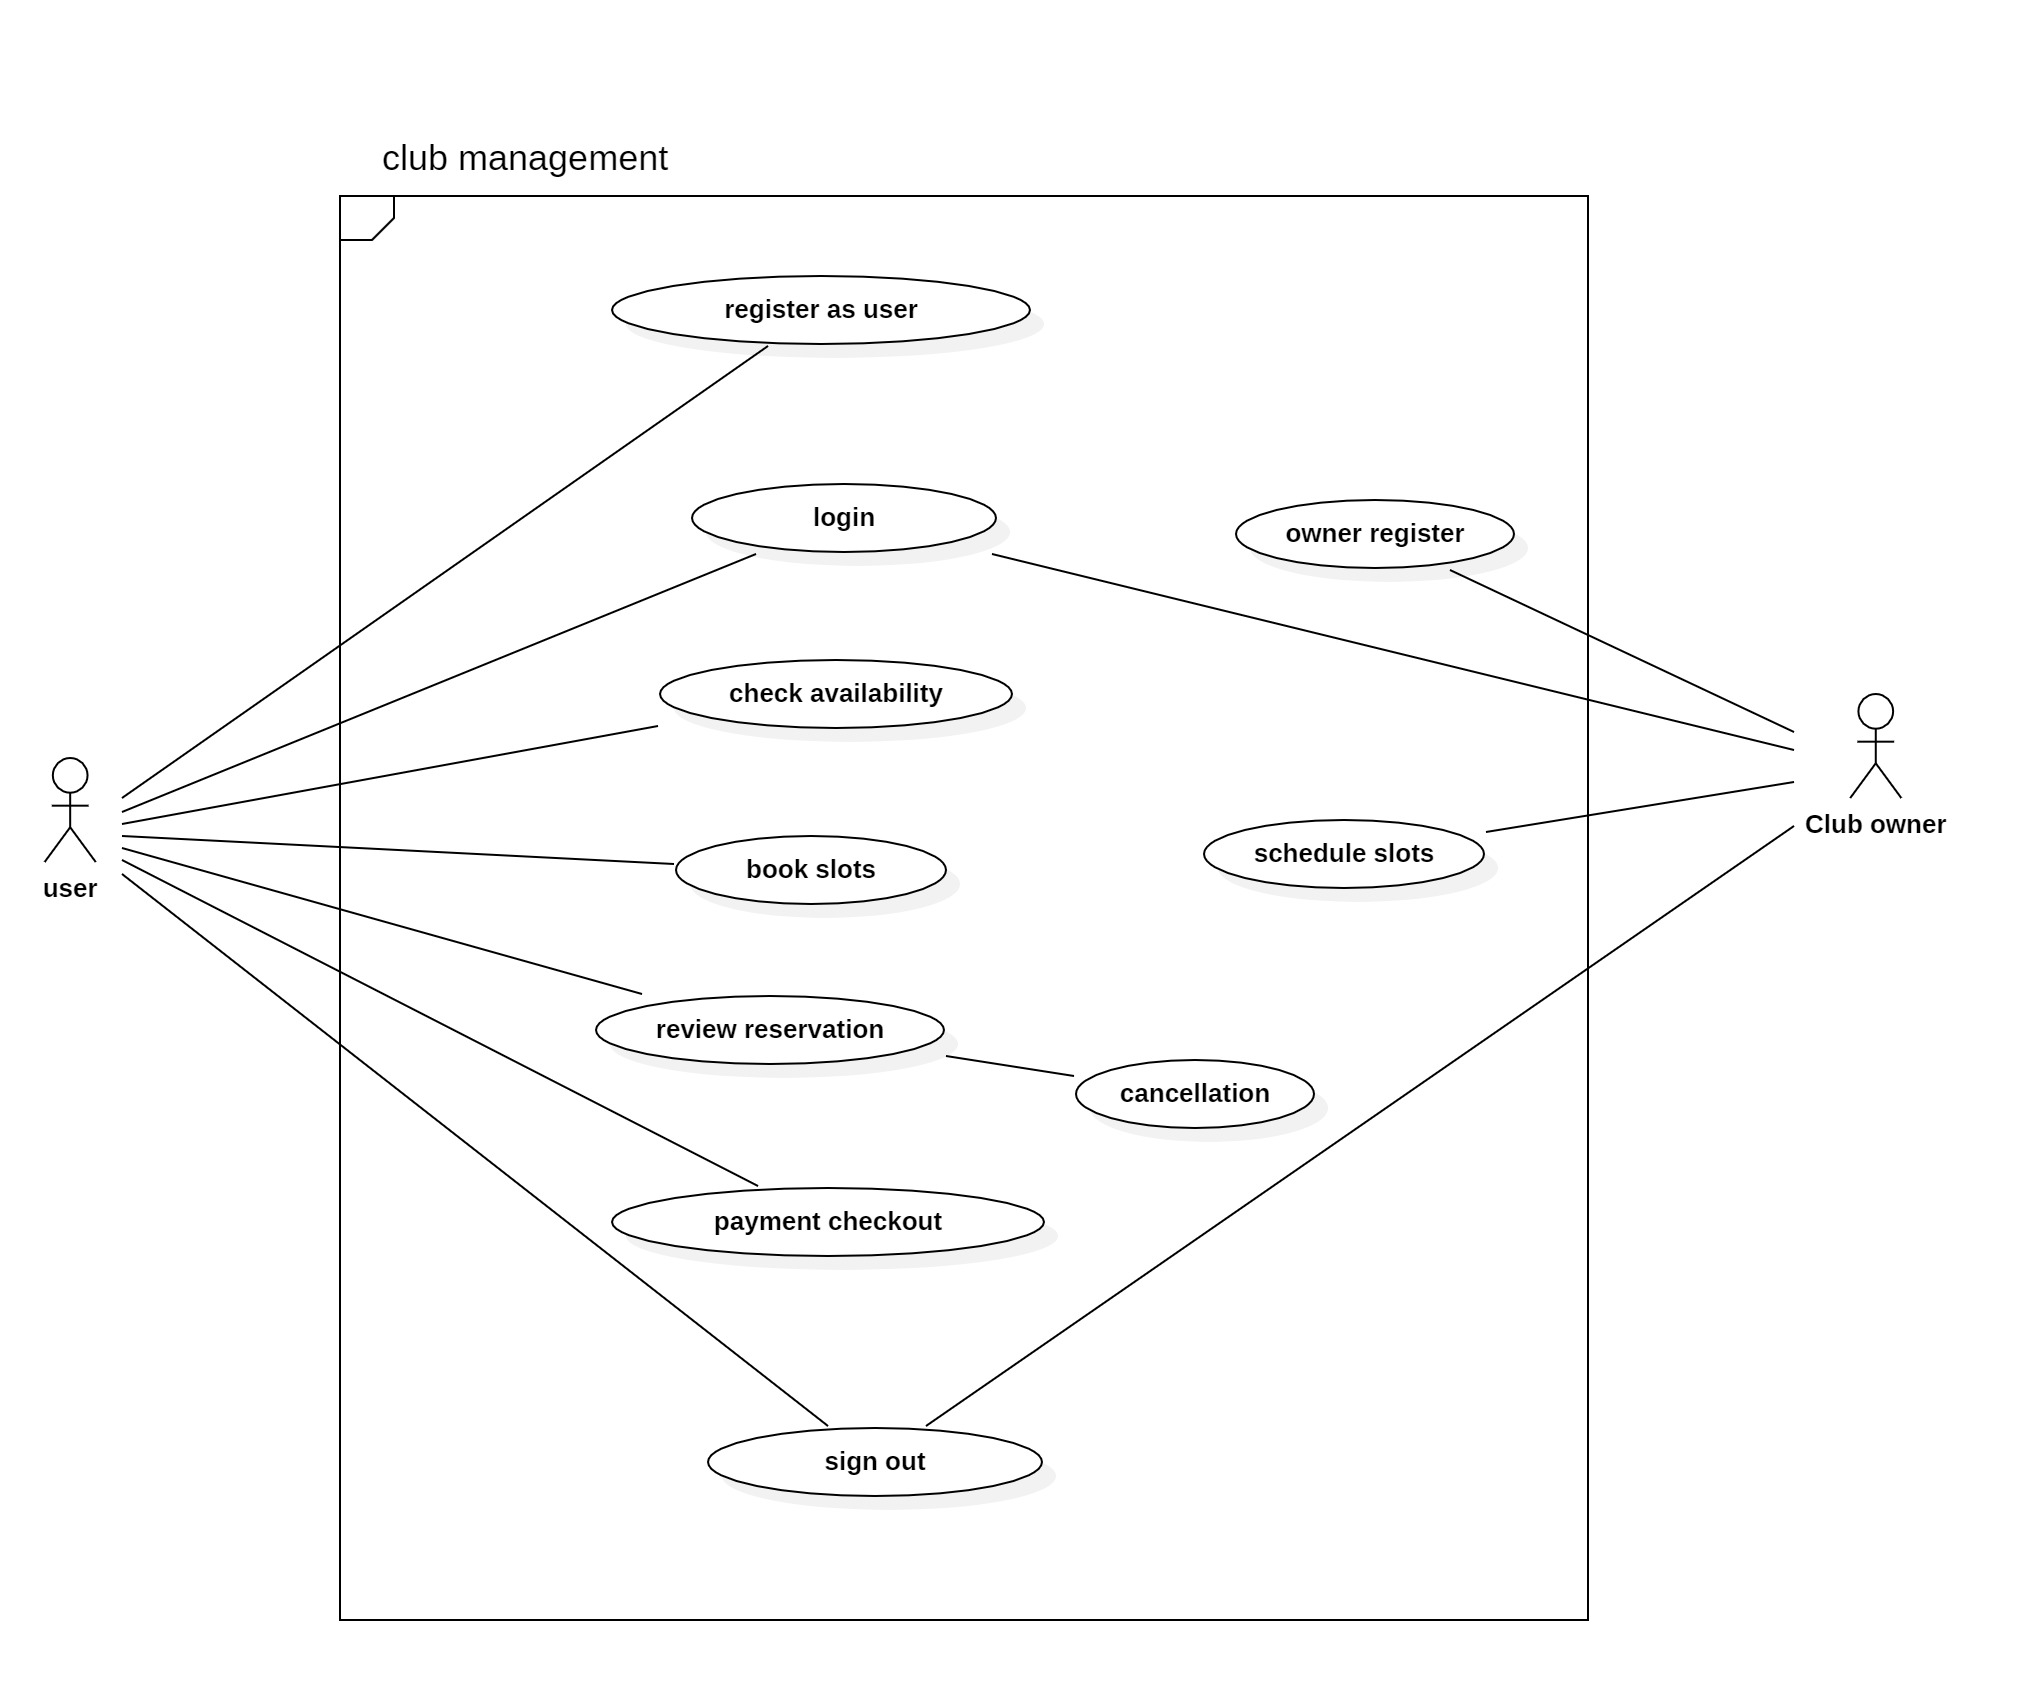 club management
register as user
login
owner register
check availability
user
book slots
schedule slots
Club owner
review reservation
cancellation
payment checkout
sign out